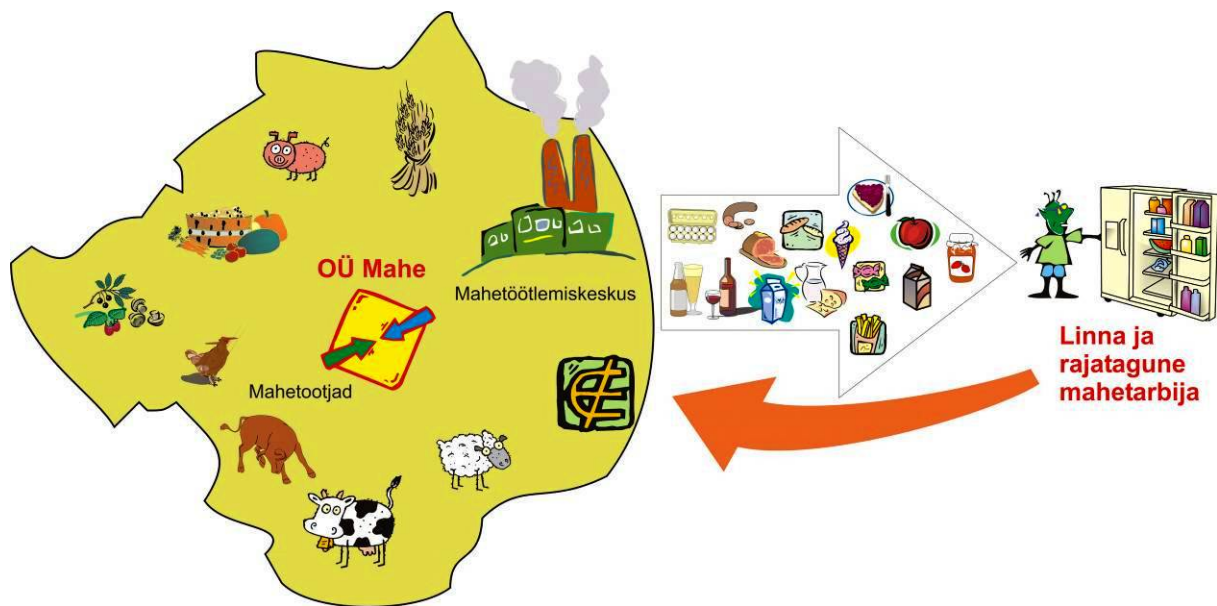 OÜ Mahe
Mahetöötlemiskeskus
Mahetootjad
Linna ja
rajatagune
mahetarbija